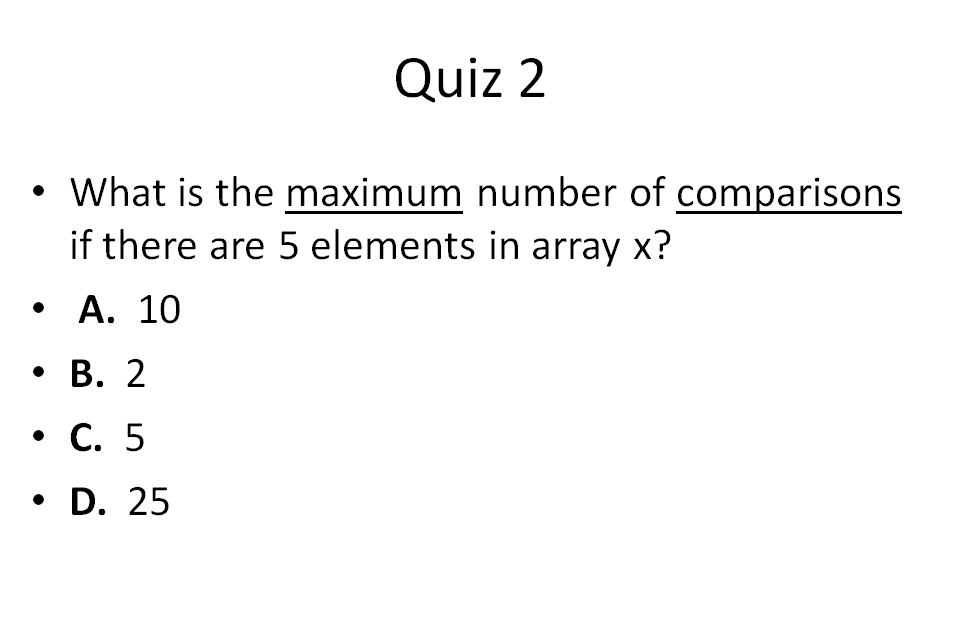 Quiz 2
• What is the maximum number of comparisons
if there are 5 elements in array x?
• A. 10
• B. 2
• C. 5
• D. 25